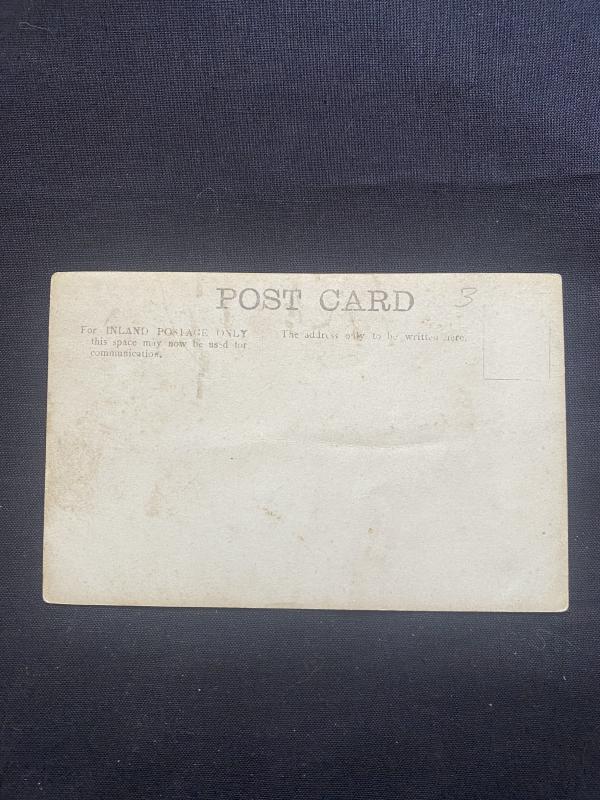 POST CARD
3
For INLAND POSTAGE ONLY
this space may now be used for
communication.
The address only to be written here.